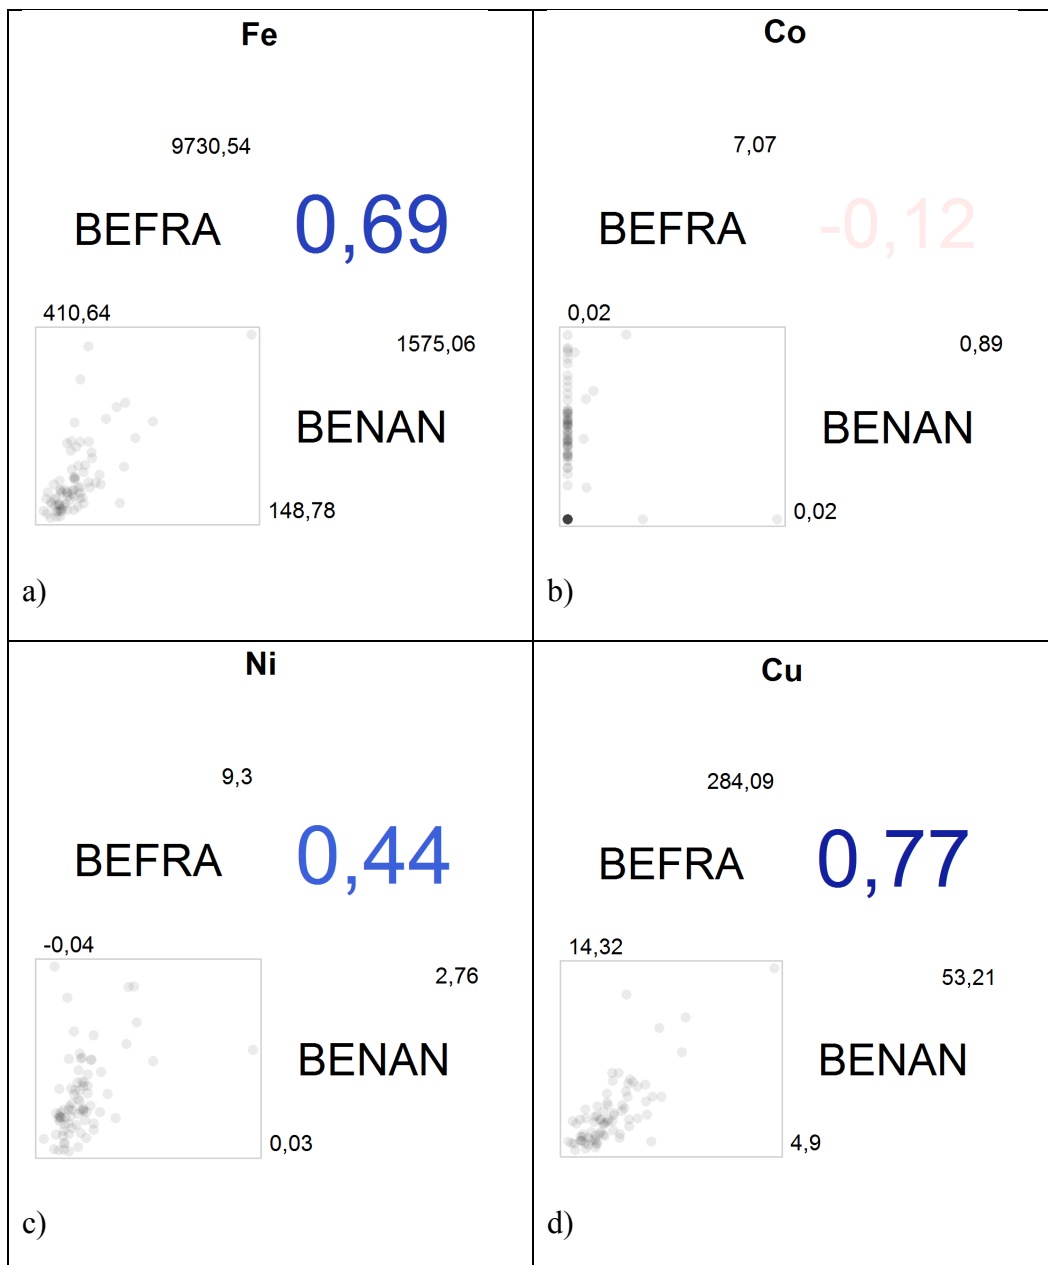 Fe
9730,54
BEFRA 0,69
410,64
1575,06
BENAN
148,78
a)
Co
7,07
BEFRA -0,12
0,02
0,89
BENAN
0,02
b)
Ni
9,3
BEFRA 0,44
-0,04
2,76
BENAN
0,03
c)
Cu
284,09
BEFRA 0,77
14,32
53,21
BENAN
4,9
d)